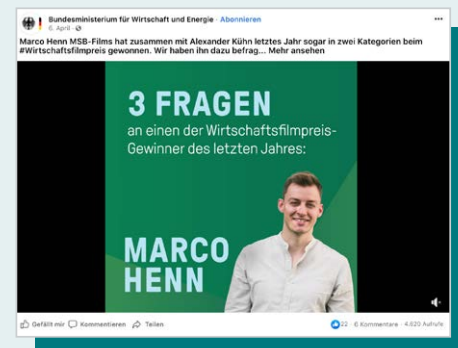 Bundesministerium für Wirtschaft und Energie · Abonnieren
6. April ·
Marco Henn MSB-Films hat zusammen mit Alexander Kühn letztes Jahr sogar in zwei Kategorien beim
#Wirtschaftsfilmpreis gewonnen. Wir haben ihn dazu befrag... Mehr ansehen
3 FRAGEN
an einen der Wirtschaftsfilmpreis-
Gewinner des letzten Jahres:
MARCO
HENN
Gefällt mir Kommentieren Teilen 22 · 6 Kommentare · 4.620 Aufrufe